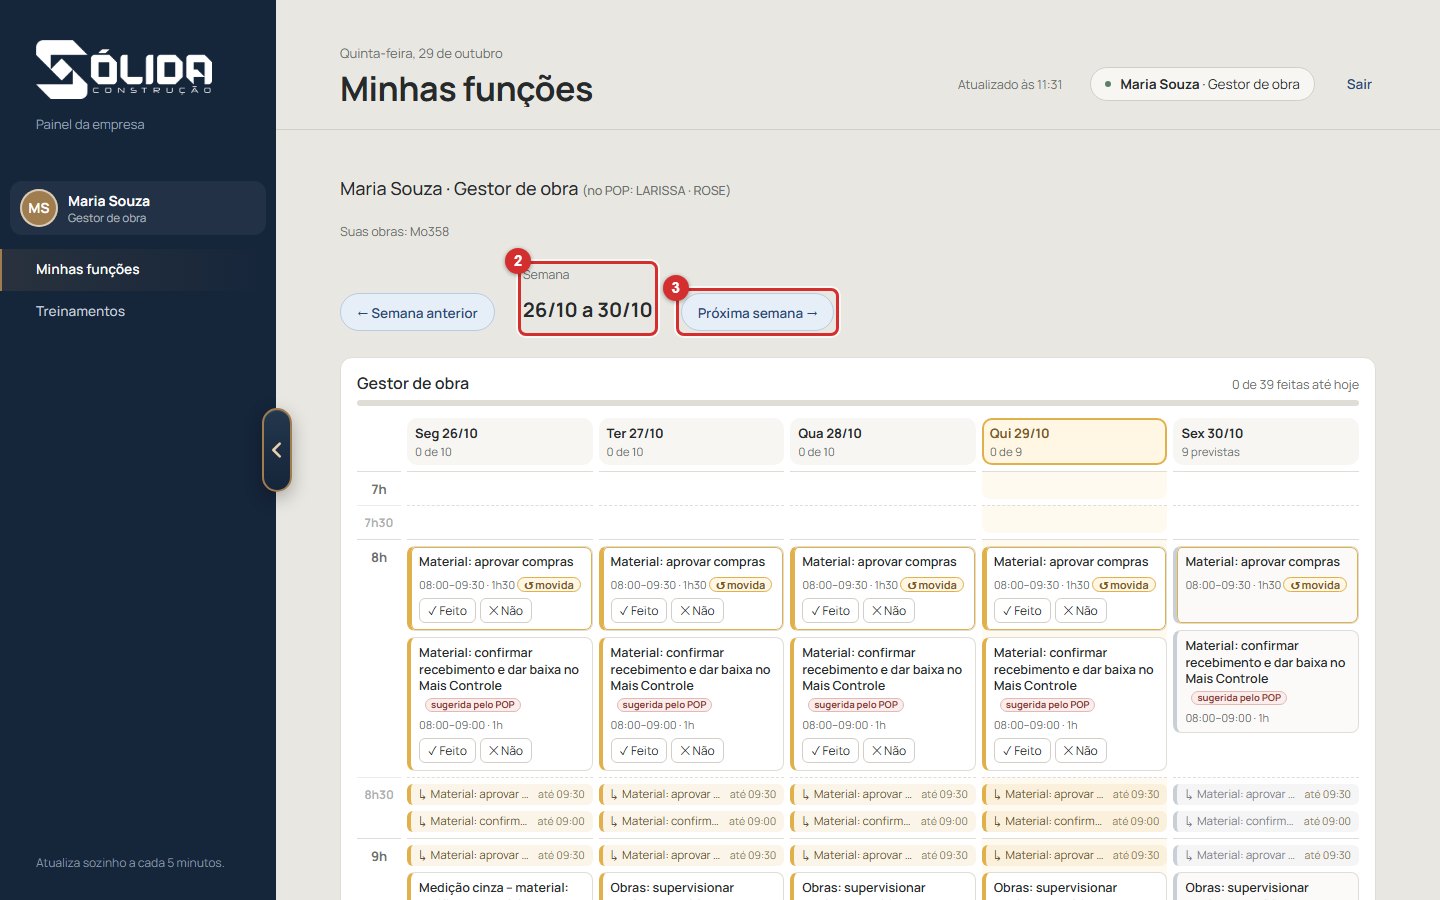 SÓLIDA
CONSTRUÇÃO
Painel da empresa
MS
Maria Souza
Gestor de obra
Minhas funções
Treinamentos
Atualiza sozinho a cada 5 minutos.
Quinta-feira, 29 de outubro
Minhas funções
Atualizado às 11:31
Maria Souza · Gestor de obra
Sair
Maria Souza · Gestor de obra (no POP: LARISSA · ROSE)
Suas obras: Mo358
← Semana anterior
2
Semana
26/10 a 30/10
3
Próxima semana →
Gestor de obra
0 de 39 feitas até hoje
Seg 26/10
0 de 10
Ter 27/10
0 de 10
Qua 28/10
0 de 10
Qui 29/10
0 de 9
Sex 30/10
9 previstas
7h
7h30
8h
Material: aprovar compras
08:00–09:30 · 1h30 ↺ movida
✓ Feito ✕ Não
Material: aprovar compras
08:00–09:30 · 1h30 ↺ movida
✓ Feito ✕ Não
Material: aprovar compras
08:00–09:30 · 1h30 ↺ movida
✓ Feito ✕ Não
Material: aprovar compras
08:00–09:30 · 1h30 ↺ movida
✓ Feito ✕ Não
Material: aprovar compras
08:00–09:30 · 1h30 ↺ movida
Material: confirmar
recebimento e dar baixa no
Mais Controle
sugerida pelo POP
08:00–09:00 · 1h
✓ Feito ✕ Não
Material: confirmar
recebimento e dar baixa no
Mais Controle
sugerida pelo POP
08:00–09:00 · 1h
✓ Feito ✕ Não
Material: confirmar
recebimento e dar baixa no
Mais Controle
sugerida pelo POP
08:00–09:00 · 1h
✓ Feito ✕ Não
Material: confirmar
recebimento e dar baixa no
Mais Controle
sugerida pelo POP
08:00–09:00 · 1h
✓ Feito ✕ Não
Material: confirmar
recebimento e dar baixa no
Mais Controle
sugerida pelo POP
08:00–09:00 · 1h
8h30
↳ Material: aprovar ... até 09:30
↳ Material: aprovar ... até 09:30
↳ Material: aprovar ... até 09:30
↳ Material: aprovar ... até 09:30
↳ Material: aprovar ... até 09:30
↳ Material: confirm... até 09:00
↳ Material: confirm... até 09:00
↳ Material: confirm... até 09:00
↳ Material: confirm... até 09:00
↳ Material: confirm... até 09:00
9h
↳ Material: aprovar ... até 09:30
↳ Material: aprovar ... até 09:30
↳ Material: aprovar ... até 09:30
↳ Material: aprovar ... até 09:30
↳ Material: aprovar ... até 09:30
Medição cinza – material:
Obras: supervisionar
Obras: supervisionar
Obras: supervisionar
Obras: supervisionar